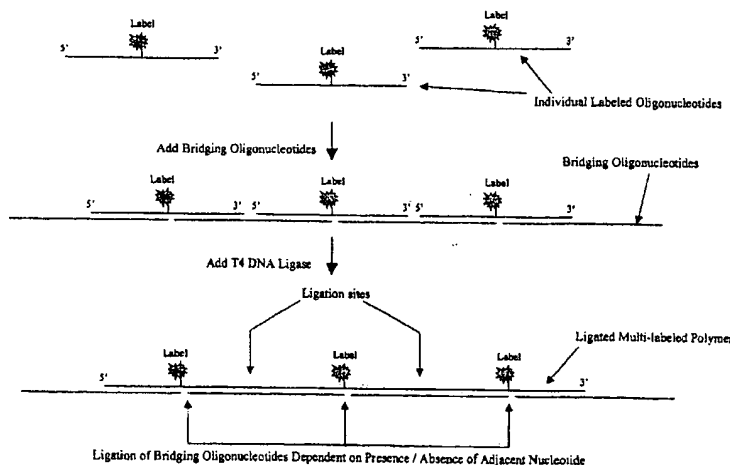 Label
Label
5'
3'
Label
5'
3'
Individual Labeled Oligonucleotides
Add Bridging Oligonucleotides
Bridging Oligonucleotides
Label
Label
Label
5'
3'
5'
3'
5'
3'
Add T4 DNA Ligase
Ligation sites
Ligated Multi-labeled Polymer
Label
Label
Label
5'
3'
Ligation of Bridging Oligonucleotides Dependent on Presence / Absence of Adjacent Nucleotide